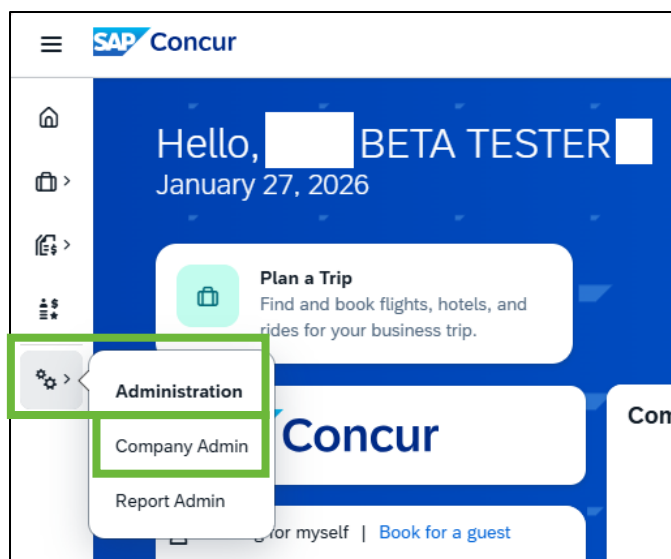 SAP Concur
Hello, BETA TESTER
January 27, 2026
Plan a Trip
Find and book flights, hotels, and
rides for your business trip.
Administration
Company Admin
Report Admin
Concur
Com
for myself | Book for a guest